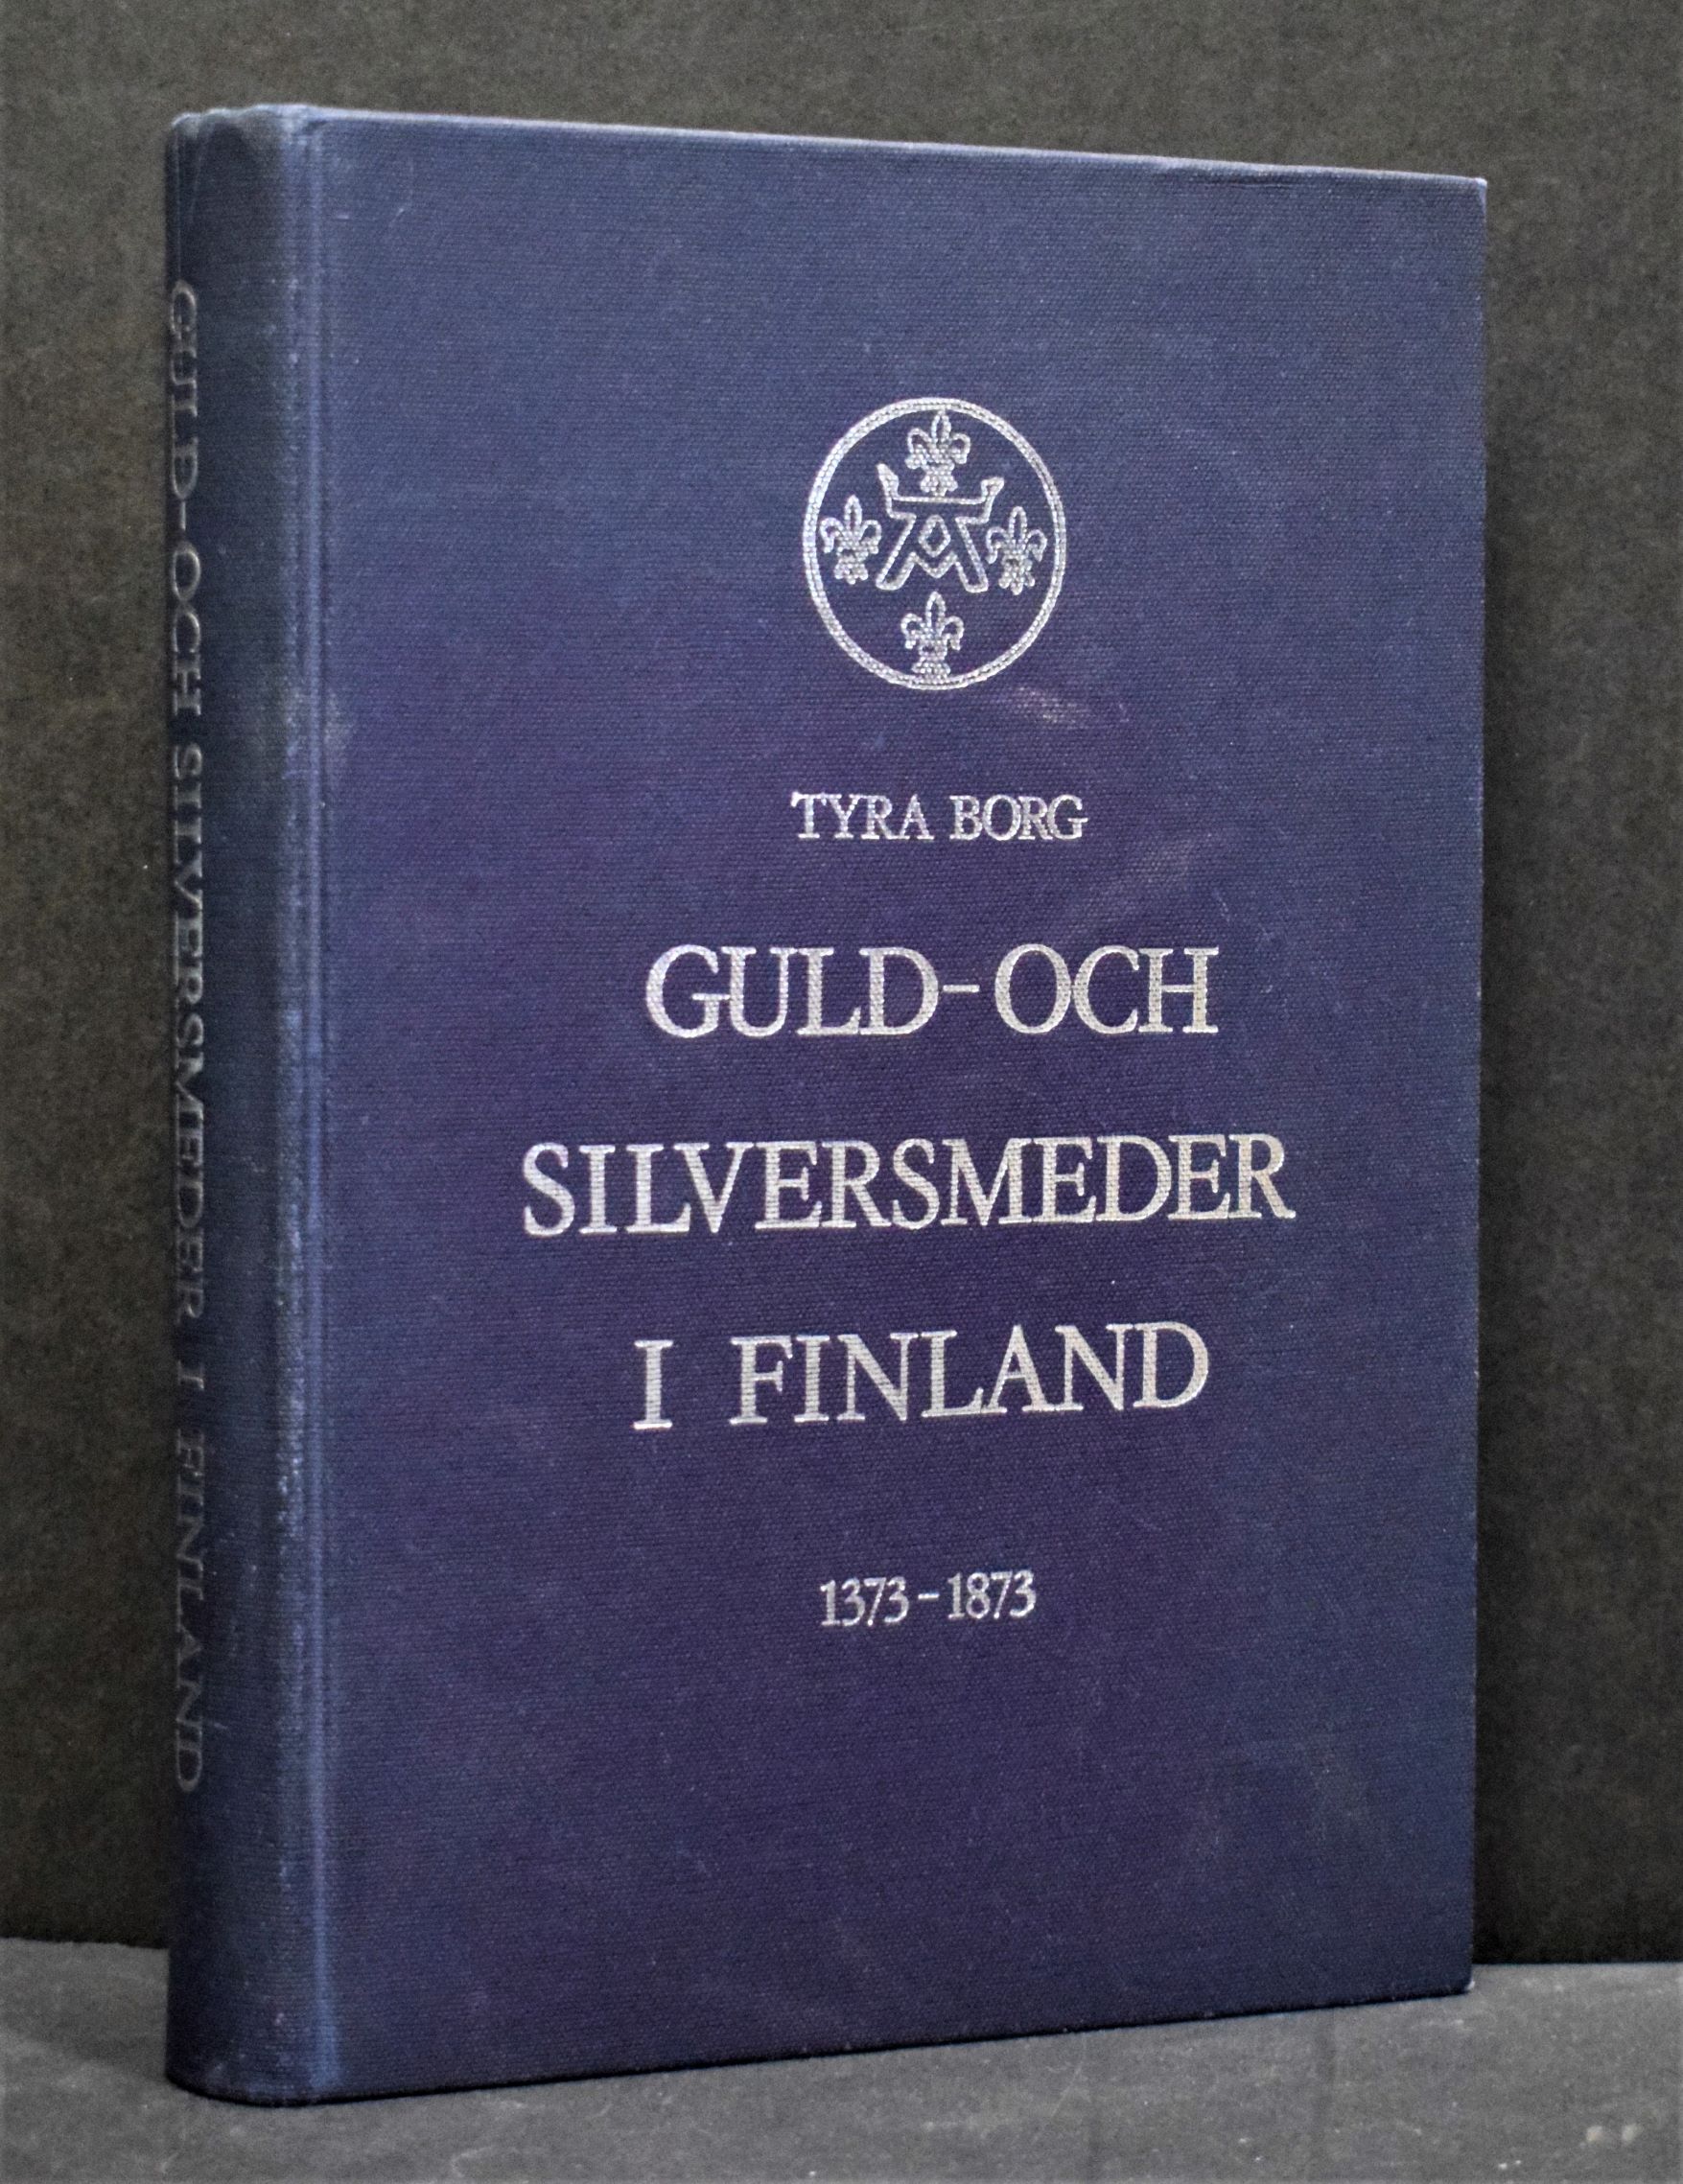 GULD-OCH SILVERSMEDER I FINLAND
A
TYRA BORG
GULD-OCH
SILVERSMEDER
I FINLAND
1373-1873